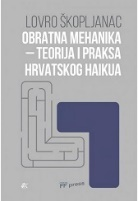 LOVRO ŠKOPLJANAC
OBRATNA MEHANIKA
– TEORIJA I PRAKSA
HRVATSKOG HAIKUA
FF press